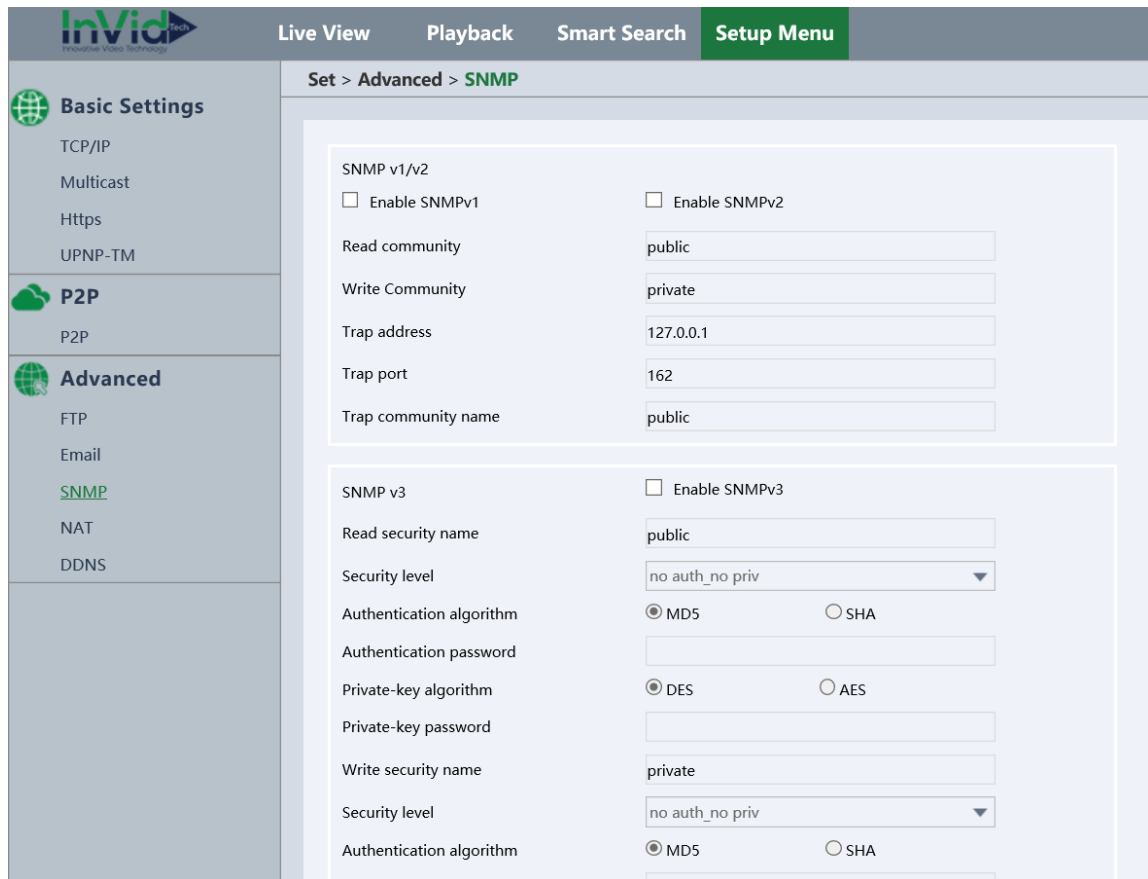 InVid Tech
Innovative Video Technology
Live View Playback Smart Search Setup Menu
Set > Advanced > SNMP
Basic Settings
TCP/IP
Multicast
Https
UPNP-TM
P2P
P2P
Advanced
FTP
Email
SNMP
NAT
DDNS
SNMP v1/v2
Enable SNMPv1 Enable SNMPv2
Read community public
Write Community private
Trap address 127.0.0.1
Trap port 162
Trap community name public
SNMP v3 Enable SNMPv3
Read security name public
Security level no auth_no priv
Authentication algorithm MD5 SHA
Authentication password
Private-key algorithm DES AES
Private-key password
Write security name private
Security level no auth_no priv
Authentication algorithm MD5 SHA